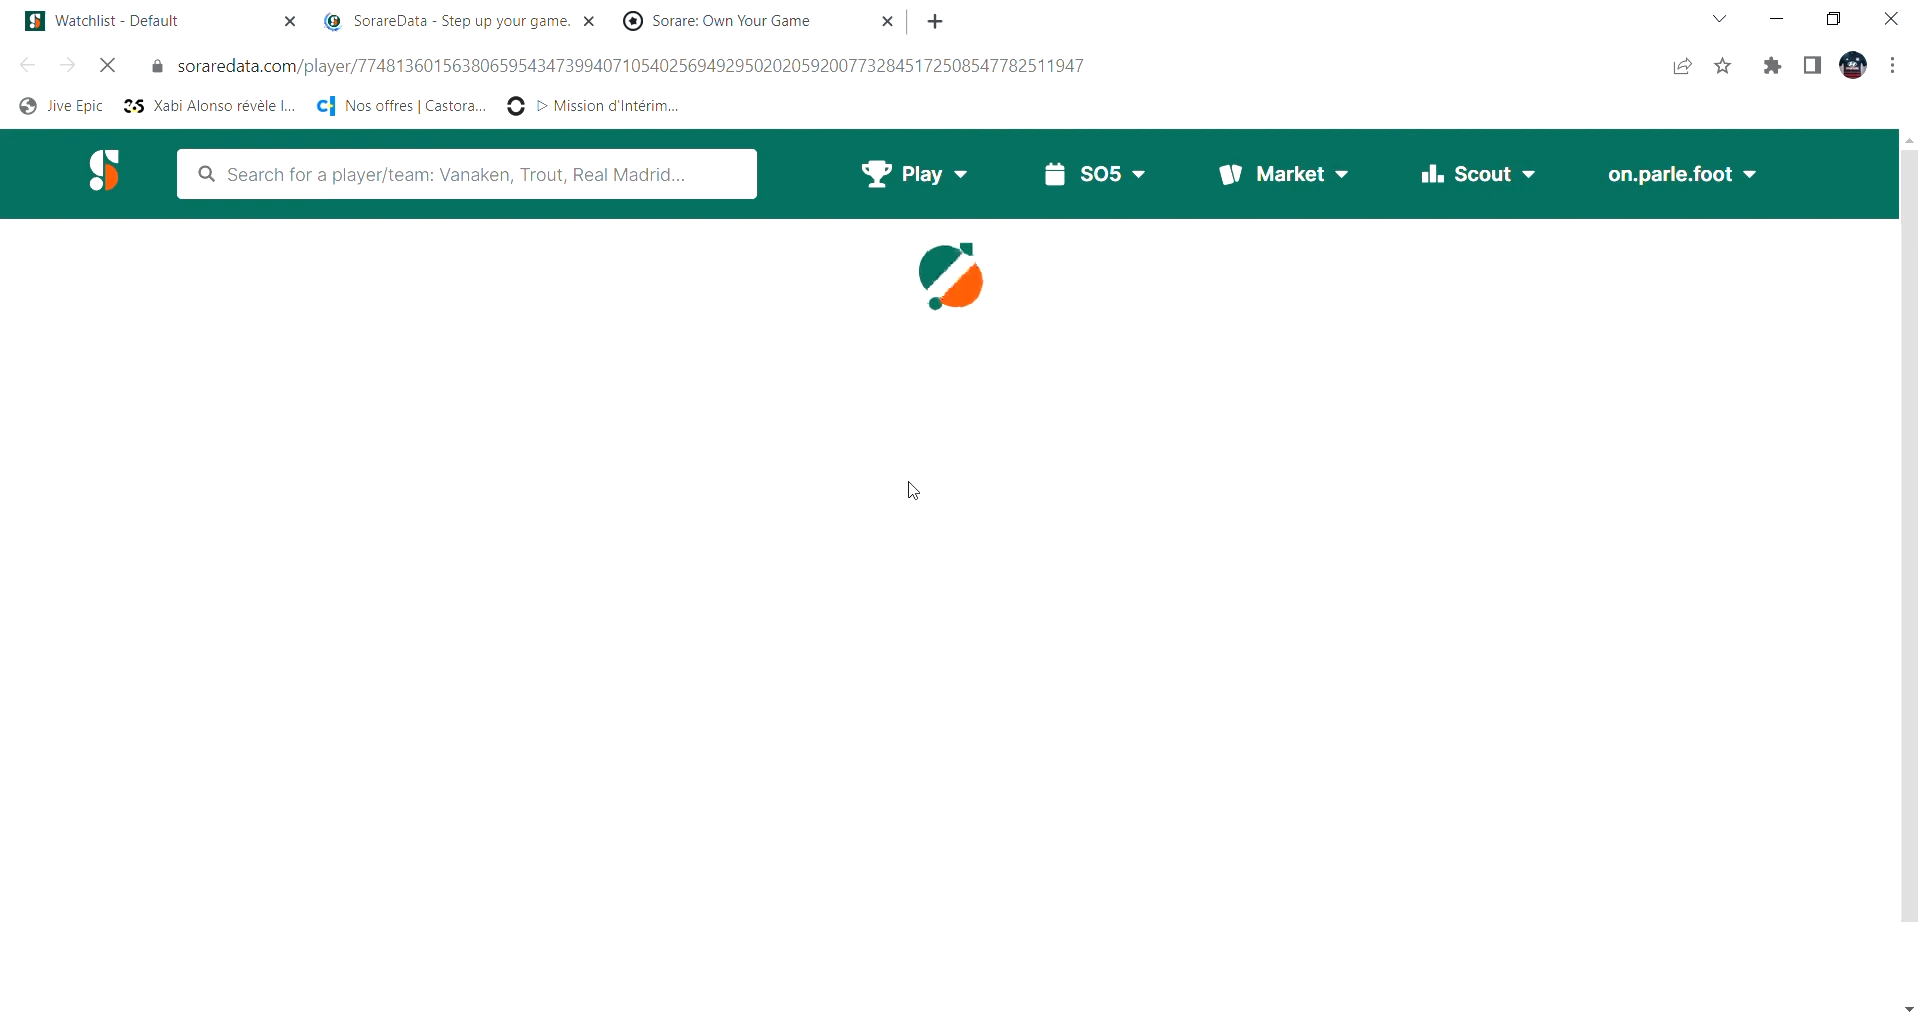 Watchlist - Default
SorareData - Step up your game.
Sorare: Own Your Game
soraredata.com/player/77481360156380659543473994071054025694929502020592007732845172508547782511947
Jive Epic
Xabi Alonso révèle l...
Nos offres | Castora...
▷ Mission d'Intérim...
Search for a player/team: Vanaken, Trout, Real Madrid...
Play
SO5
Market
Scout
on.parle.foot